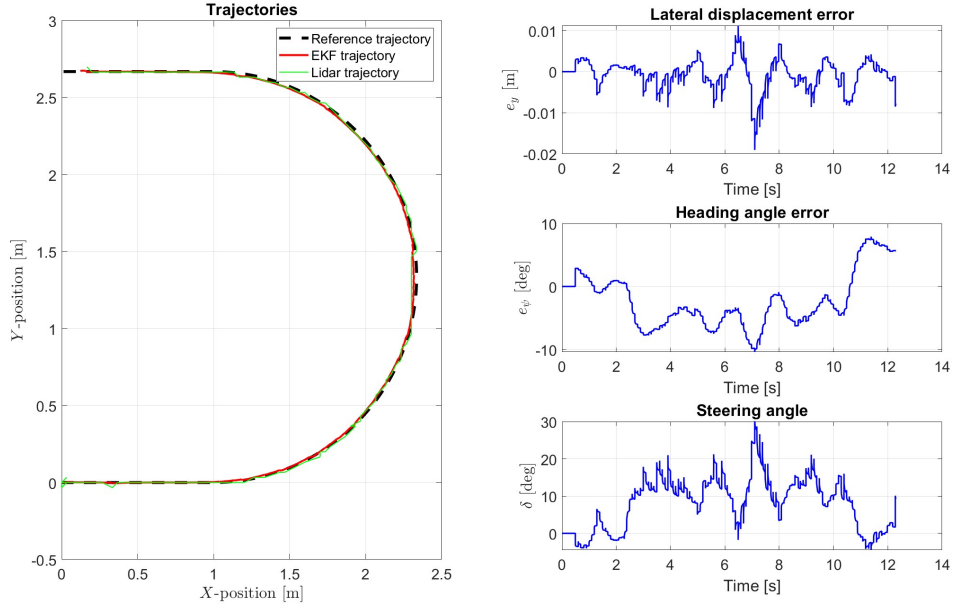 Trajectories
3
2.5
2
1.5
1
0.5
0
-0.5
0 0.5 1 1.5 2 2.5
X-position [m]
Y-position [m]
Reference trajectory
EKF trajectory
Lidar trajectory
Lateral displacement error
0.01
0
-0.01
-0.02
e_y [m]
0 2 4 6 8 10 12 14
Time [s]
Heading angle error
10
0
-10
e_ψ [deg]
0 2 4 6 8 10 12 14
Time [s]
Steering angle
30
20
10
0
δ [deg]
0 2 4 6 8 10 12 14
Time [s]